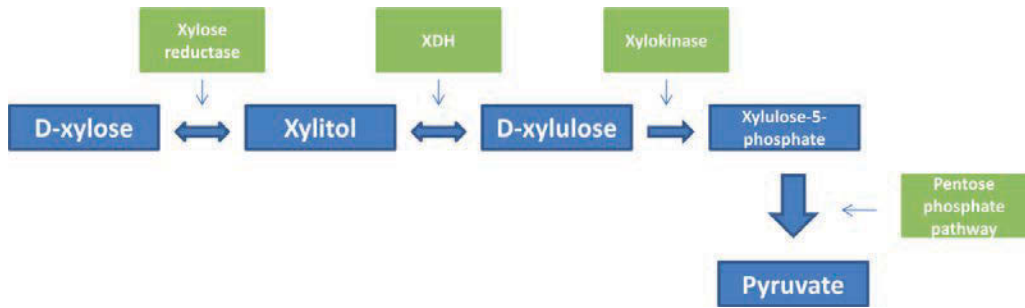 Xylose
reductase
XDH
Xylokinase
D-xylose
Xylitol
D-xylulose
Xylulose-5-
phosphate
Pentose
phosphate
pathway
Pyruvate